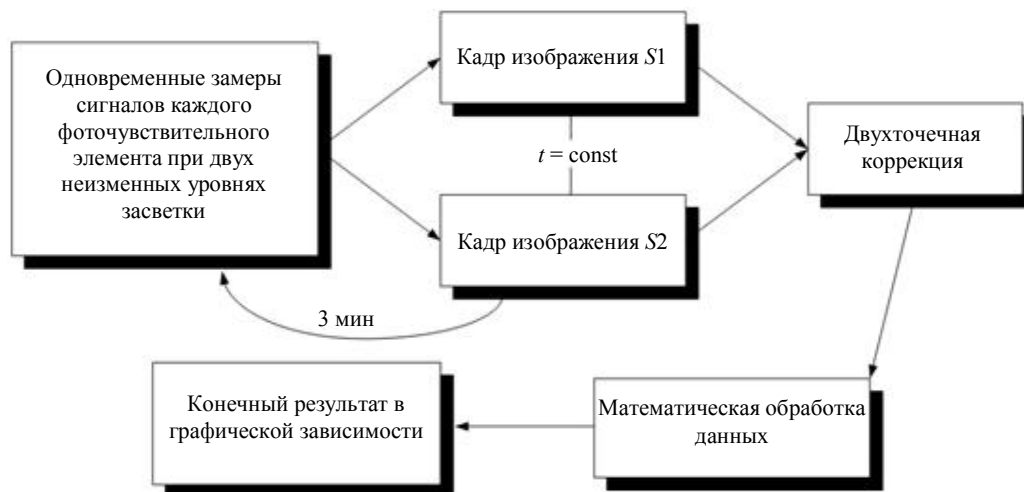 Одновременные замеры
сигналов каждого
фоточувствительного
элемента при двух
неизменных уровнях
засветки
Кадр изображения S1
t = const
Кадр изображения S2
Двухточечная
коррекция
3 мин
Математическая обработка
данных
Конечный результат в
графической зависимости